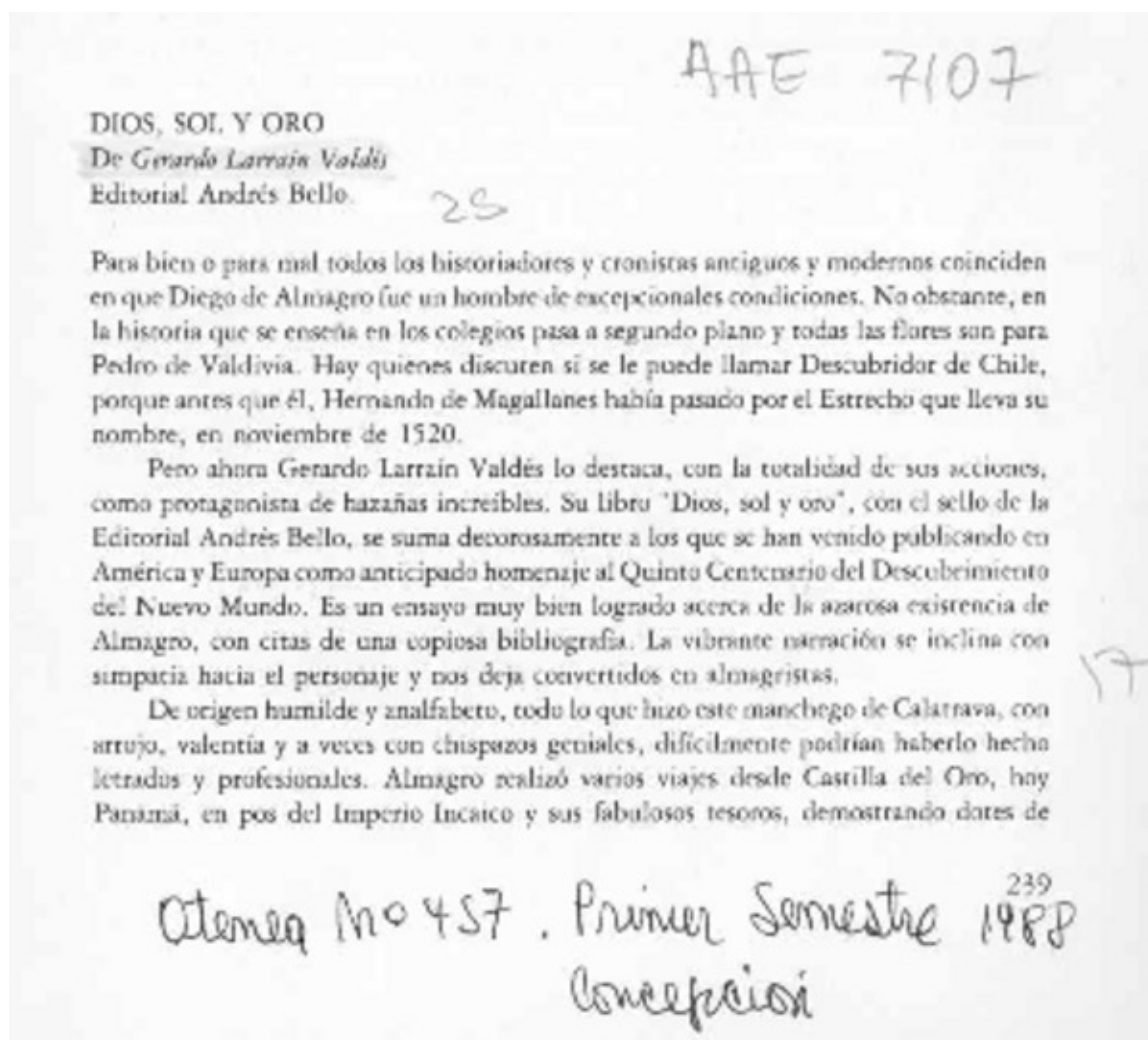 AAE 7107
DIOS, SOL Y ORO
De Gerardo Larraín Valdés
Editorial Andrés Bello.
25
Para bien o para mal todos los historiadores y cronistas antiguos y modernos coinciden
en que Diego de Almagro fue un hombre de excepcionales condiciones. No obstante, en
la historia que se enseña en los colegios pasa a segundo plano y todas las flores son para
Pedro de Valdivia. Hay quienes discuten si se le puede llamar Descubridor de Chile,
porque antes que él, Hernando de Magallanes había pasado por el Estrecho que lleva su
nombre, en noviembre de 1520.
Pero ahora Gerardo Larraín Valdés lo destaca, con la totalidad de sus acciones,
como protagonista de hazañas increíbles. Su libro "Dios, sol y oro", con el sello de la
Editorial Andrés Bello, se suma decorosamente a los que se han venido publicando en
América y Europa como anticipado homenaje al Quinto Centenario del Descubrimiento
del Nuevo Mundo. Es un ensayo muy bien logrado acerca de la azarosa existencia de
Almagro, con citas de una copiosa bibliografía. La vibrante narración se inclina con
simpatía hacia el personaje y nos deja convertidos en almagristas.
17
De origen humilde y analfabeto, todo lo que hizo este manchego de Calatrava, con
arrojo, valentía y a veces con chispazos geniales, difícilmente podrían haberlo hecho
letrados y profesionales. Almagro realizó varios viajes desde Castilla del Oro, hoy
Panamá, en pos del Imperio Incaico y sus fabulosos tesoros, demostrando dotes de
239
Atenea No 457. Primer Semestre 1988
Concepción